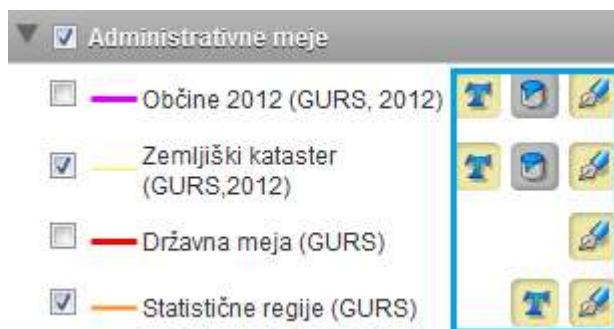 Administrativne meje
Občine 2012 (GURS, 2012)
Zemljiški kataster
(GURS,2012)
Državna meja (GURS)
Statistične regije (GURS)